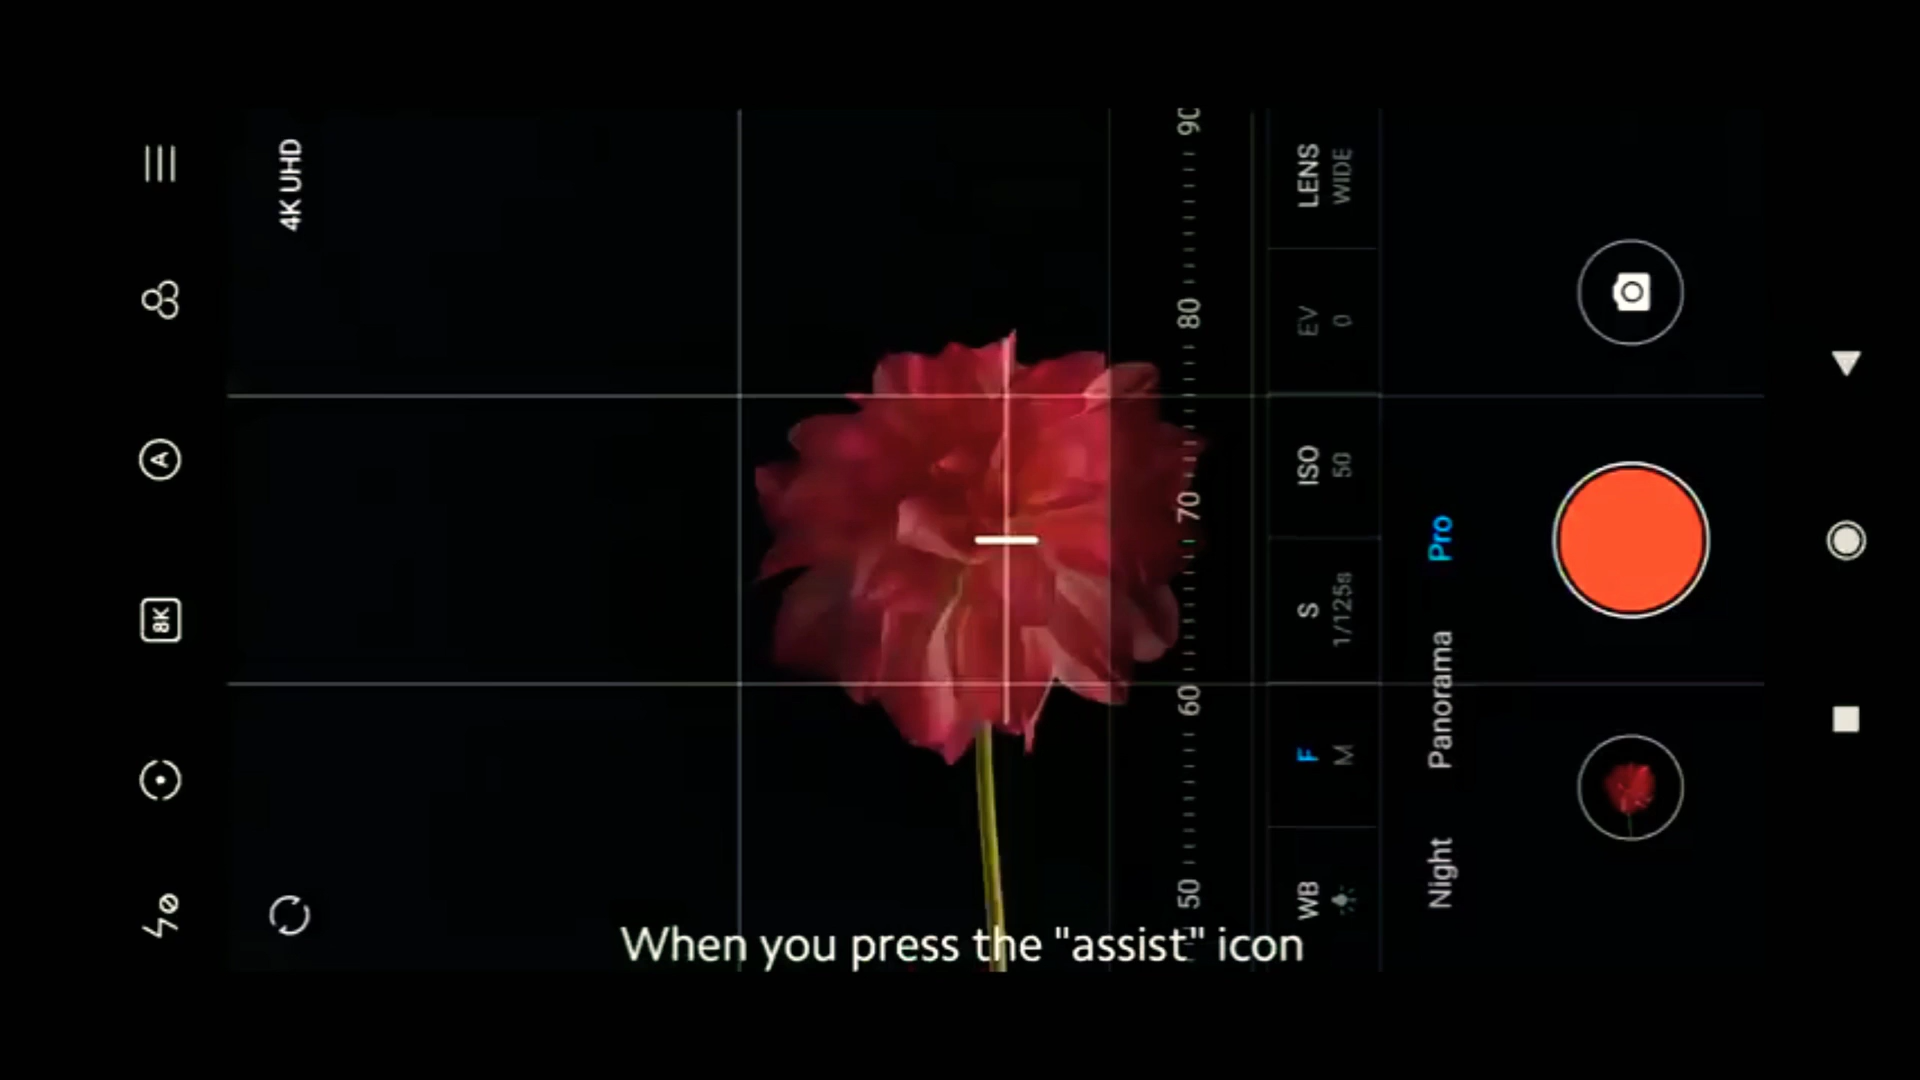 4K UHD
A
8K
90
80
70
60
50
LENS
WIDE
EV
0
ISO
50
S
1/125s
F
M
WB
Pro
Panorama
Night
When you press the "assist" icon